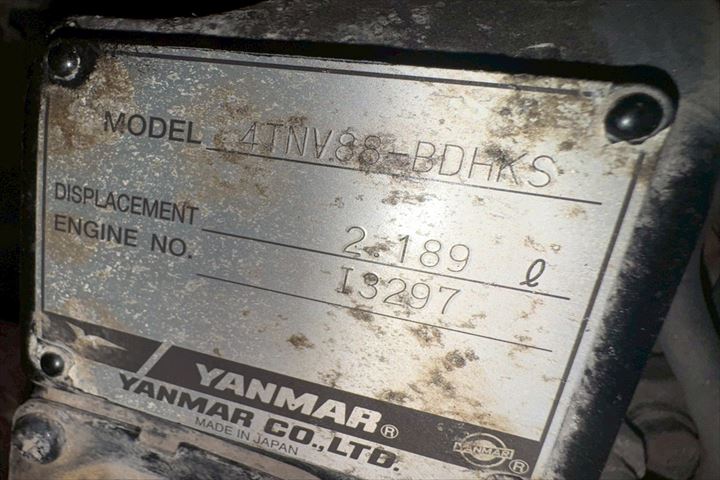 MODEL 4TNV88-BDHKS
DISPLACEMENT 2.189 ℓ
ENGINE NO. I3297
YANMAR®
YANMAR CO.,LTD.
MADE IN JAPAN
YANMAR ®